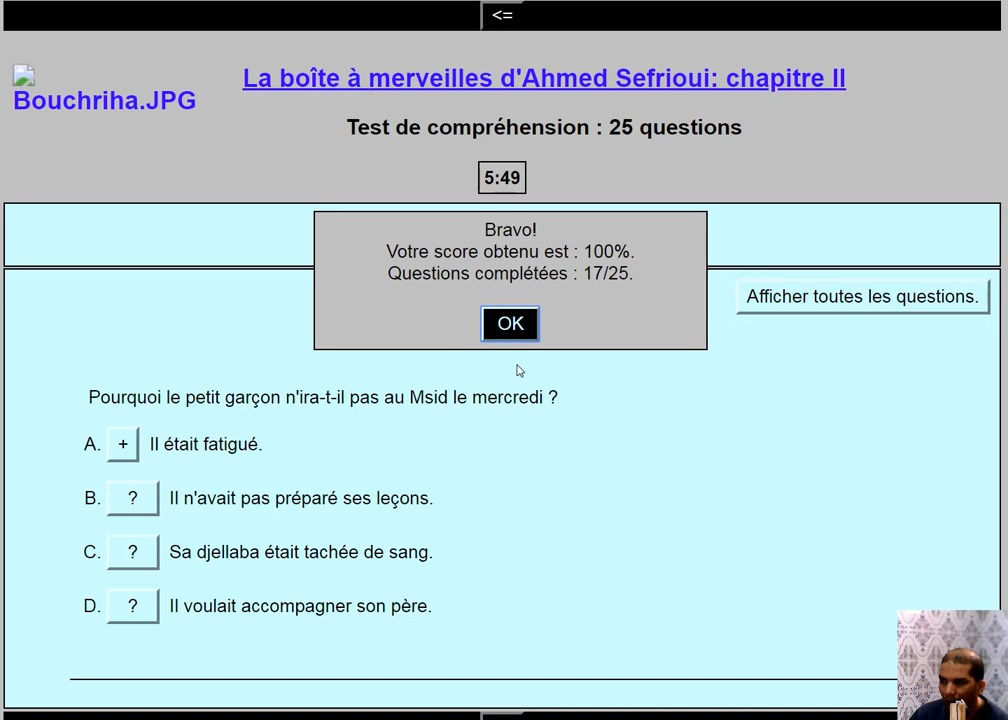 <=
Bouchriha.JPG
La boîte à merveilles d'Ahmed Sefrioui: chapitre II
Test de compréhension : 25 questions
5:49
Bravo!
Votre score obtenu est : 100%.
Questions complétées : 17/25.
OK
Afficher toutes les questions.
Pourquoi le petit garçon n'ira-t-il pas au Msid le mercredi ?
A. + Il était fatigué.
B. ? Il n'avait pas préparé ses leçons.
C. ? Sa djellaba était tachée de sang.
D. ? Il voulait accompagner son père.